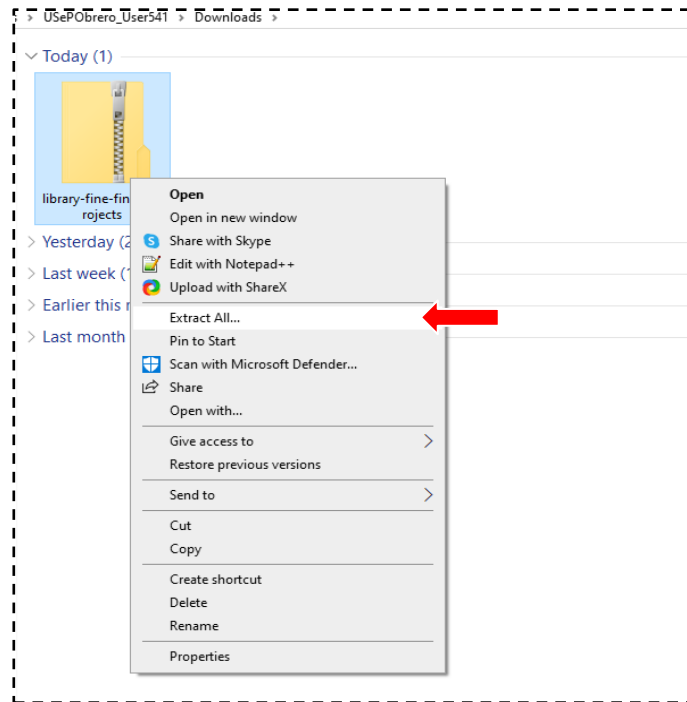 > USePObrero_User541 > Downloads >
Today (1)
library-fine-fin
rojects
Open
Open in new window
Share with Skype
Edit with Notepad++
Upload with ShareX
Extract All...
Pin to Start
Scan with Microsoft Defender...
Share
Open with...
Give access to
Restore previous versions
Send to
Cut
Copy
Create shortcut
Delete
Rename
Properties
Yesterday (2
Last week (
Earlier this
Last month